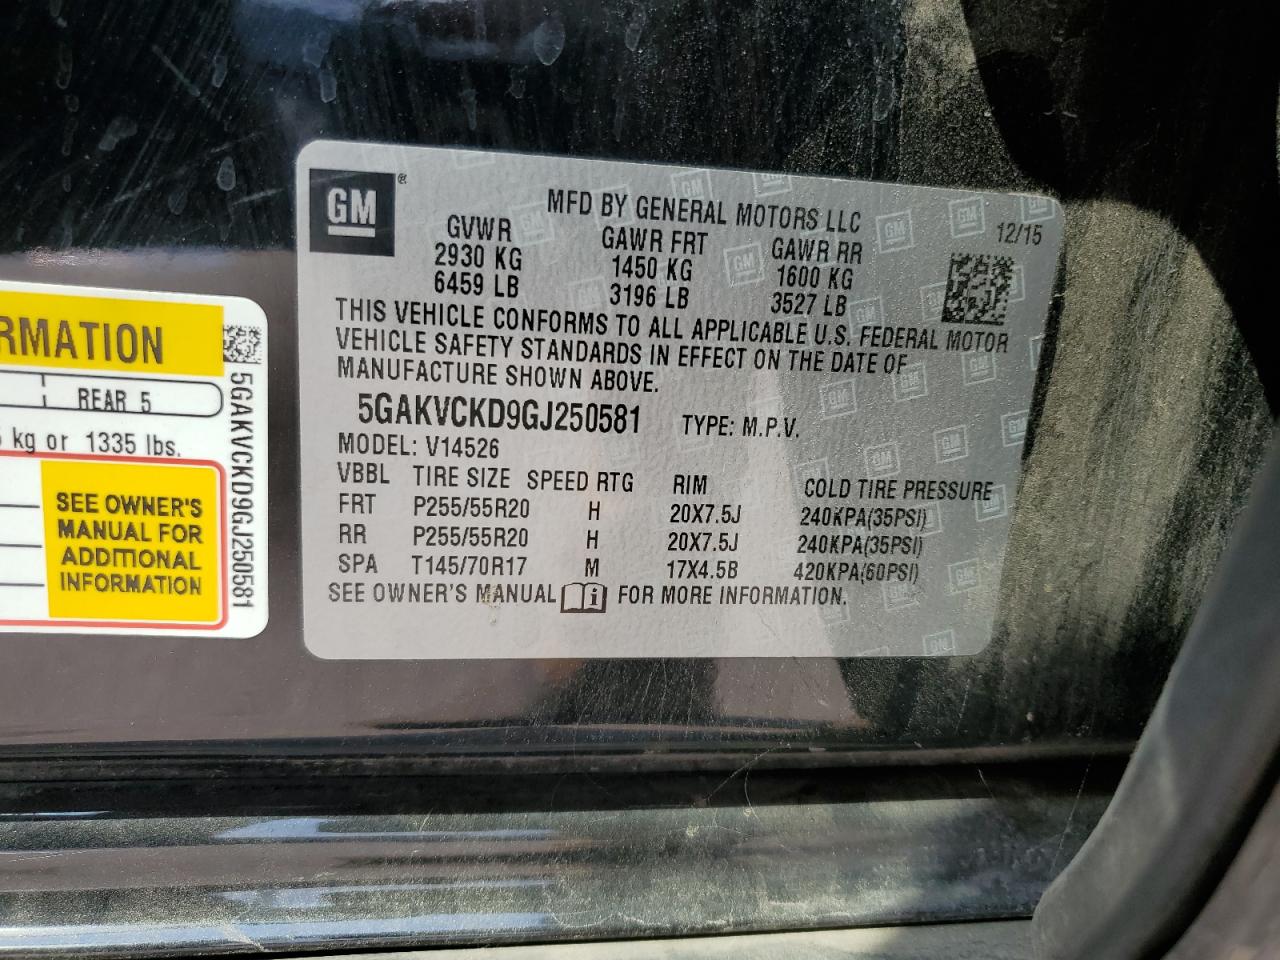 GM®
MFD BY GENERAL MOTORS LLC
12/15
GVWR GAWR FRT GAWR RR
2930 KG 1450 KG 1600 KG
6459 LB 3196 LB 3527 LB
THIS VEHICLE CONFORMS TO ALL APPLICABLE U.S. FEDERAL MOTOR
VEHICLE SAFETY STANDARDS IN EFFECT ON THE DATE OF
MANUFACTURE SHOWN ABOVE.
5GAKVCKD9GJ250581 TYPE: M.P.V.
MODEL: V14526
VBBL TIRE SIZE SPEED RTG RIM COLD TIRE PRESSURE
FRT P255/55R20 H 20X7.5J 240KPA(35PSI)
RR P255/55R20 H 20X7.5J 240KPA(35PSI)
SPA T145/70R17 M 17X4.5B 420KPA(60PSI)
SEE OWNER'S MANUAL FOR MORE INFORMATION.
RMATION
REAR 5
kg or 1335 lbs.
SEE OWNER'S
MANUAL FOR
ADDITIONAL
INFORMATION
5GAKVCKD9GJ250581